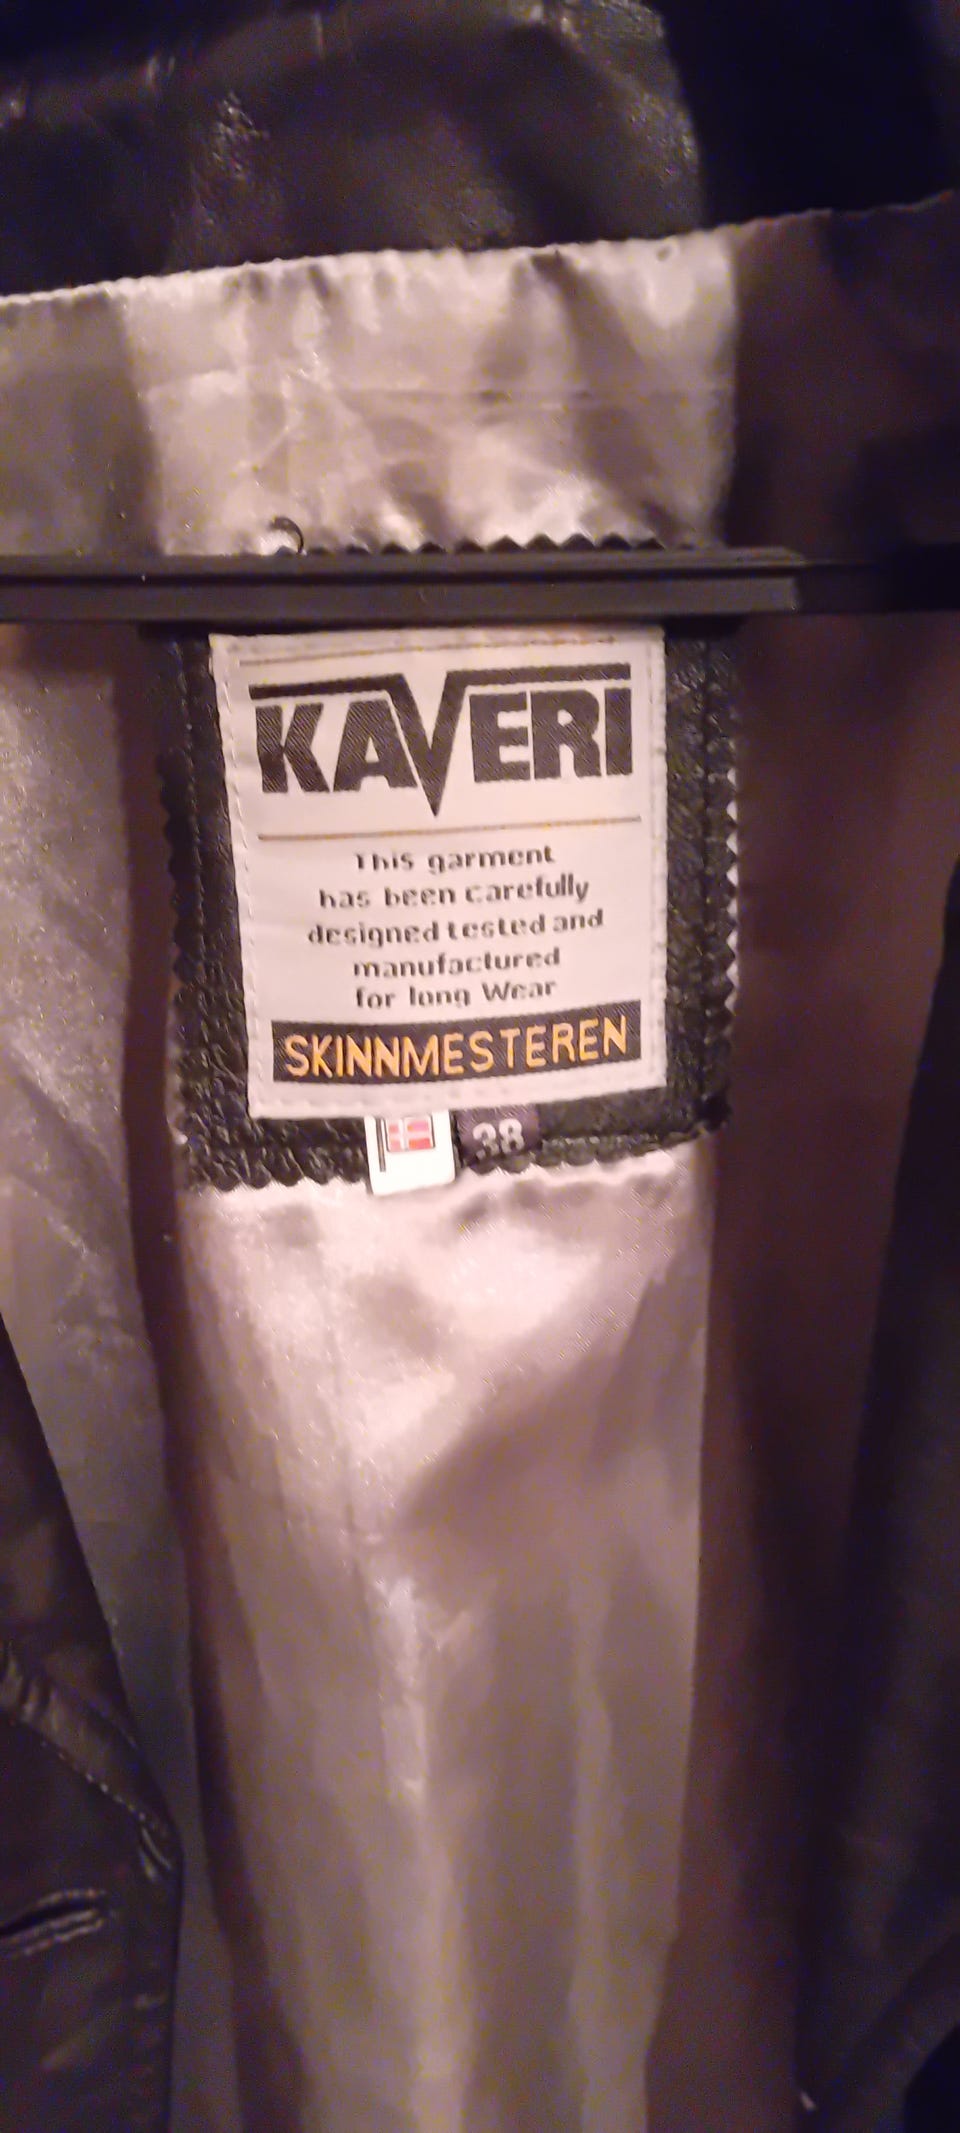 KAVERI
This garment
has been carefully
designed tested and
manufactured
for long Wear
SKINNMESTEREN
38